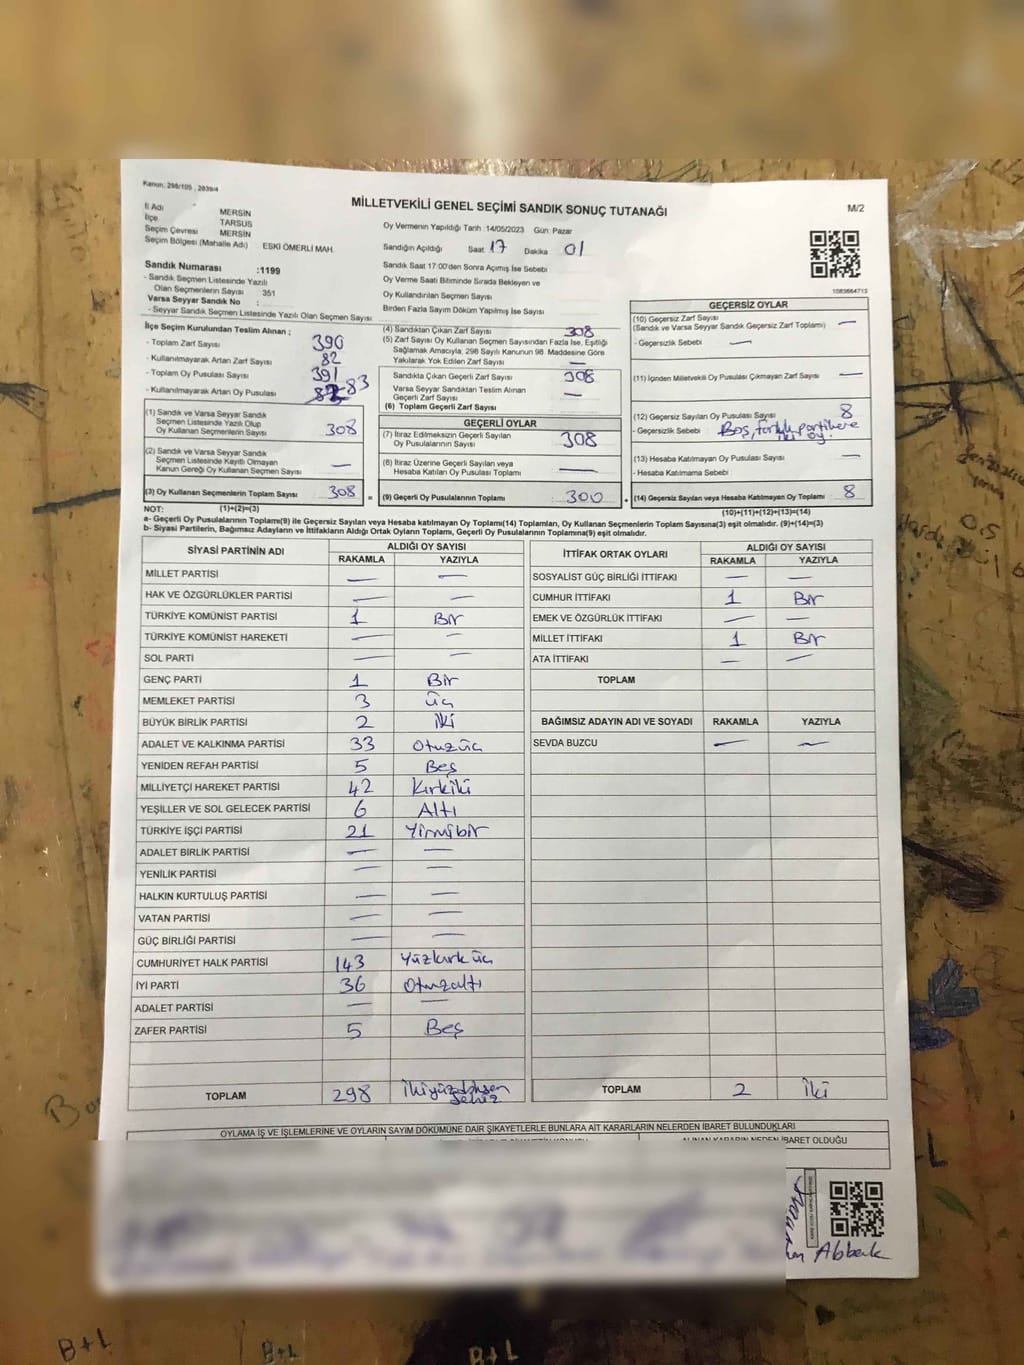 Kanun, 298/105 , 2839/4
MİLLETVEKİLİ GENEL SEÇİMİ SANDIK SONUÇ TUTANAĞI
M/2
İl Adı MERSİN
İlçe TARSUS
Seçim Çevresi MERSİN
Seçim Bölgesi (Mahalle Adı) ESKİ ÖMERLİ MAH.
Oy Vermenin Yapıldığı Tarih :14/05/2023 Gün: Pazar
Sandığın Açıldığı Saat 17 Dakika 01
Sandık Numarası :1199
- Sandık Seçmen Listesinde Yazılı
Olan Seçmenlerin Sayısı 351
Varsa Seyyar Sandık No :
- Seyyar Sandık Seçmen Listesinde Yazılı Olan Seçmen Sayısı:
Sandık Saat 17:00'den Sonra Açılmış İse Sebebi
Oy Verme Saati Bitiminde Sırada Bekleyen ve
Oy Kullandırılan Seçmen Sayısı
Birden Fazla Sayım Döküm Yapılmış İse Sayısı
1083664713
İlçe Seçim Kurulundan Teslim Alınan ;
- Toplam Zarf Sayısı 390
- Kullanılmayarak Artan Zarf Sayısı 82
- Toplam Oy Pusulası Sayısı 391
- Kullanılmayarak Artan Oy Pusulası 83
(1) Sandık ve Varsa Seyyar Sandık
Seçmen Listesinde Yazılı Olup
Oy Kullanan Seçmenlerin Sayısı 308
(2) Sandık ve Varsa Seyyar Sandık
Seçmen Listesinde Kayıtlı Olmayan
Kanun Gereği Oy Kullanan Seçmen Sayısı —
(3) Oy Kullanan Seçmenlerin Toplam Sayısı 308 =
(4) Sandıktan Çıkan Zarf Sayısı 308
(5) Zarf Sayısı Oy Kullanan Seçmen Sayısından Fazla İse, Eşitliği
Sağlamak Amacıyla, 298 Sayılı Kanunun 98. Maddesine Göre
Yakılarak Yok Edilen Zarf Sayısı —
Sandıkta Çıkan Geçerli Zarf Sayısı 308
Varsa Seyyar Sandıktan Teslim Alınan
Geçerli Zarf Sayısı —
(6) Toplam Geçerli Zarf Sayısı
GEÇERLİ OYLAR
(7) İtiraz Edilmeksizin Geçerli Sayılan
Oy Pusulalarının Sayısı 308
(8) İtiraz Üzerine Geçerli Sayılan veya
Hesaba Katılan Oy Pusulası Toplamı —
(9) Geçerli Oy Pusulalarının Toplamı 300 +
GEÇERSİZ OYLAR
(10) Geçersiz Zarf Sayısı —
(Sandık ve Varsa Seyyar Sandık Geçersiz Zarf Toplamı)
- Geçersizlik Sebebi —
(11) İçinden Milletvekili Oy Pusulası Çıkmayan Zarf Sayısı —
(12) Geçersiz Sayılan Oy Pusulası Sayısı 8
- Geçersizlik Sebebi Boş, farklı partilere
iki oy.
(13) Hesaba Katılmayan Oy Pusulası Sayısı —
- Hesaba Katılmama Sebebi
(14) Geçersiz Sayılan veya Hesaba Katılmayan Oy Toplamı 8
NOT: (1)+(2)=(3) (10)+(11)+(12)+(13)=(14)
a- Geçerli Oy Pusulalarının Toplamı(9) ile Geçersiz Sayılan veya Hesaba katılmayan Oy Toplamı(14) Toplamları, Oy Kullanan Seçmenlerin Toplam Sayısına(3) eşit olmalıdır. (9)+(14)=(3)
b- Siyasi Partilerin, Bağımsız Adayların ve İttifakların Aldığı Ortak Oyların Toplamı, Geçerli Oy Pusulalarının Toplamına(9) eşit olmalıdır.
SİYASİ PARTİNİN ADI ALDIĞI OY SAYISI
RAKAMLA YAZIYLA
MİLLET PARTİSİ — —
HAK VE ÖZGÜRLÜKLER PARTİSİ — —
TÜRKİYE KOMÜNİST PARTİSİ 1 Bir
TÜRKİYE KOMÜNİST HAREKETİ — —
SOL PARTİ — —
GENÇ PARTİ 1 Bir
MEMLEKET PARTİSİ 3 üç
BÜYÜK BİRLİK PARTİSİ 2 iki
ADALET VE KALKINMA PARTİSİ 33 Otuzüç
YENİDEN REFAH PARTİSİ 5 Beş
MİLLİYETÇİ HAREKET PARTİSİ 42 Kırkiki
YEŞİLLER VE SOL GELECEK PARTİSİ 6 Altı
TÜRKİYE İŞÇİ PARTİSİ 21 Yirmibir
ADALET BİRLİK PARTİSİ — —
YENİLİK PARTİSİ — —
HALKIN KURTULUŞ PARTİSİ — —
VATAN PARTİSİ — —
GÜÇ BİRLİĞİ PARTİSİ — —
CUMHURİYET HALK PARTİSİ 143 Yüzkırküç
İYİ PARTİ 36 Otuzaltı
ADALET PARTİSİ — —
ZAFER PARTİSİ 5 Beş
TOPLAM 298 İkiyüzdoksan
sekiz
İTTİFAK ORTAK OYLARI ALDIĞI OY SAYISI
RAKAMLA YAZIYLA
SOSYALİST GÜÇ BİRLİĞİ İTTİFAKI — —
CUMHUR İTTİFAKI 1 Bir
EMEK VE ÖZGÜRLÜK İTTİFAKI — —
MİLLET İTTİFAKI 1 Bir
ATA İTTİFAKI — —
TOPLAM
BAĞIMSIZ ADAYIN ADI VE SOYADI RAKAMLA YAZIYLA
SEVDA BUZCU — —
TOPLAM 2 iki
OYLAMA İŞ VE İŞLEMLERİNE VE OYLARIN SAYIM DÖKÜMÜNE DAİR ŞİKAYETLERLE BUNLARA AİT KARARLARIN NELERDEN İBARET BULUNDUKLARI
ALINAN KARARIN NEDEN İBARET OLDUĞU
Abbak
B+L
B+L
B+L